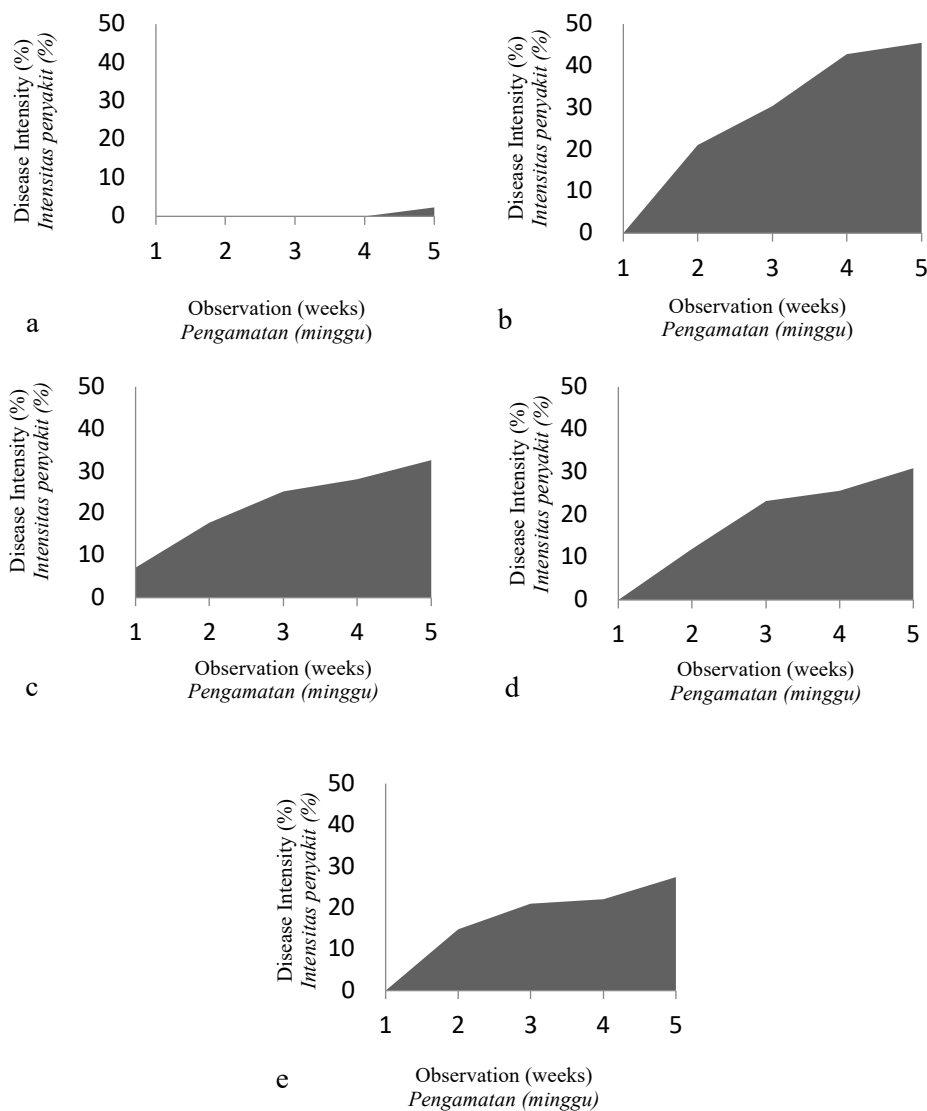 Disease Intensity (%)
Intensitas penyakit (%)
50
40
30
20
10
0
1 2 3 4 5
Observation (weeks)
Pengamatan (minggu)
a
Disease Intensity (%)
Intensitas penyakit (%)
50
40
30
20
10
0
1 2 3 4 5
Observation (weeks)
Pengamatan (minggu)
b
Disease Intensity (%)
Intensitas penyakit (%)
50
40
30
20
10
0
1 2 3 4 5
Observation (weeks)
Pengamatan (minggu)
c
Disease Intensity (%)
Intensitas penyakit (%)
50
40
30
20
10
0
1 2 3 4 5
Observation (weeks)
Pengamatan (minggu)
d
Disease Intensity (%)
Intensitas penyakit (%)
50
40
30
20
10
0
1 2 3 4 5
Observation (weeks)
Pengamatan (minggu)
e